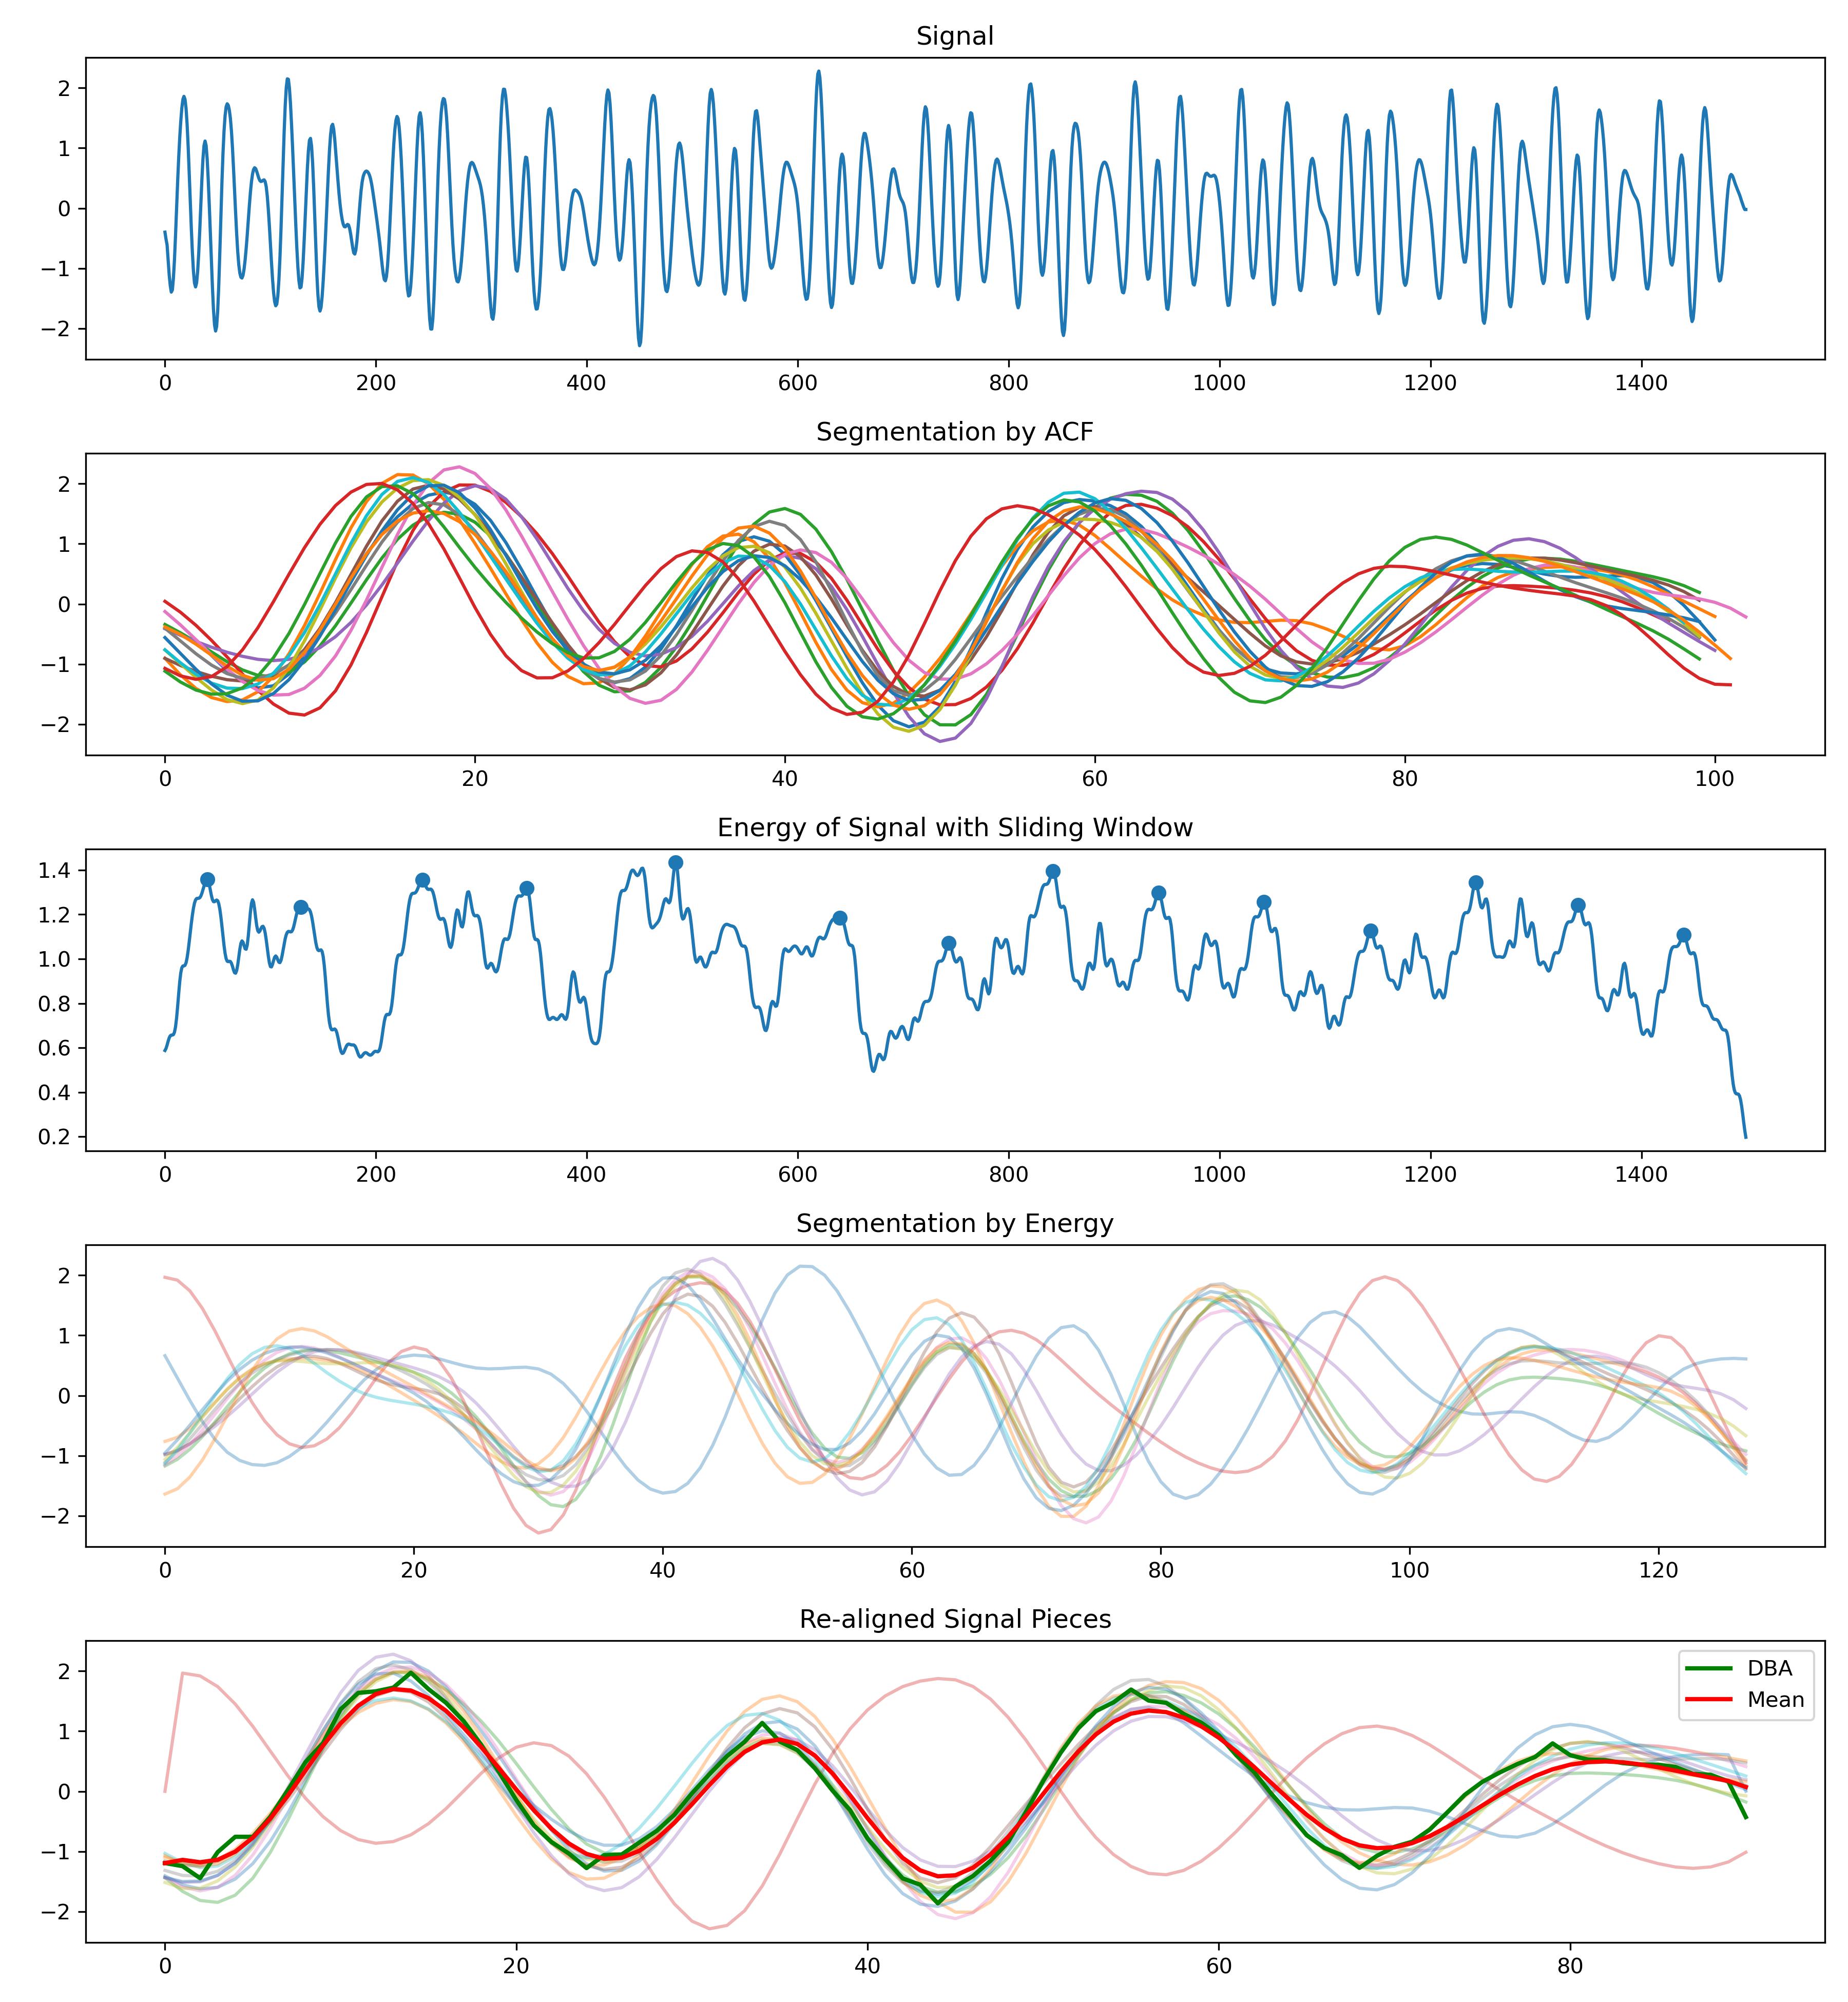 Signal
2
1
0
−1
−2
0 200 400 600 800 1000 1200 1400
Segmentation by ACF
2
1
0
−1
−2
0 20 40 60 80 100
Energy of Signal with Sliding Window
1.4
1.2
1.0
0.8
0.6
0.4
0.2
0 200 400 600 800 1000 1200 1400
Segmentation by Energy
2
1
0
−1
−2
0 20 40 60 80 100 120
Re-aligned Signal Pieces
DBA
Mean
2
1
0
−1
−2
0 20 40 60 80